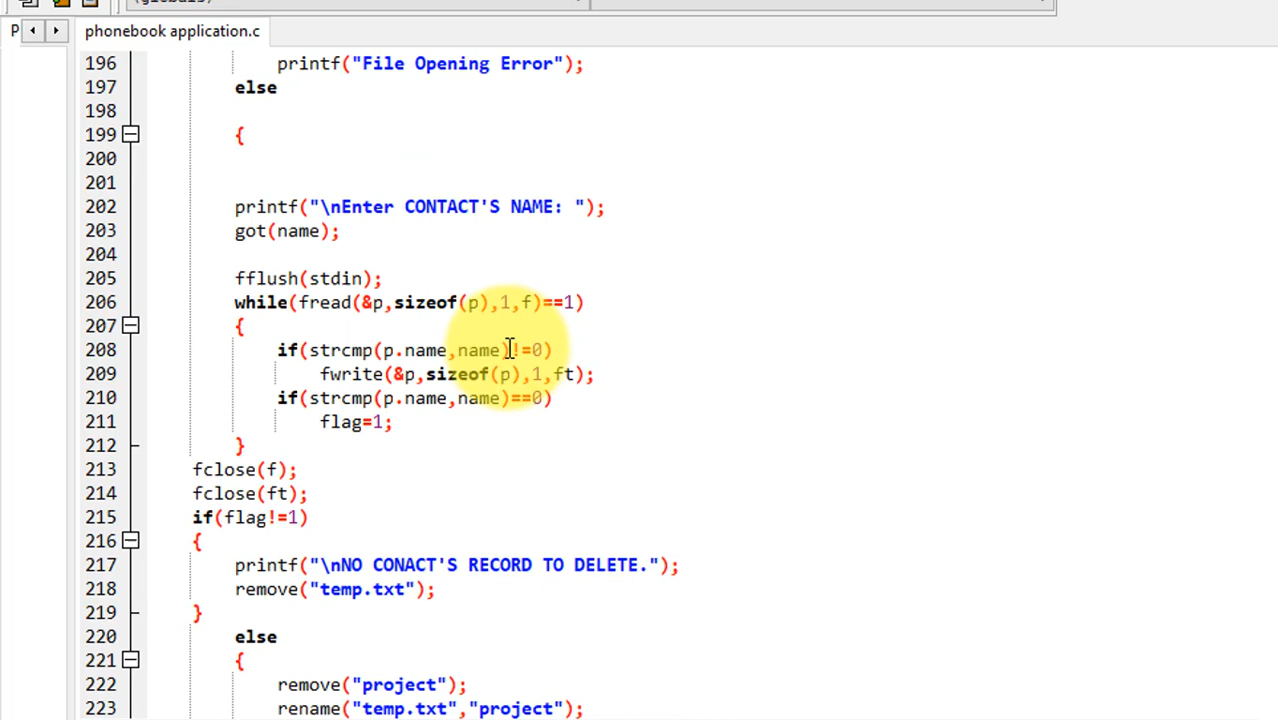 (globals)
P phonebook application.c
196 printf("File Opening Error");
197 else
198
199 {
200
201
202 printf("\nEnter CONTACT'S NAME: ");
203 got(name);
204
205 fflush(stdin);
206 while(fread(&p,sizeof(p),1,f)==1)
207 {
208 if(strcmp(p.name,name)!=0)
209 fwrite(&p,sizeof(p),1,ft);
210 if(strcmp(p.name,name)==0)
211 flag=1;
212 }
213 fclose(f);
214 fclose(ft);
215 if(flag!=1)
216 {
217 printf("\nNO CONACT'S RECORD TO DELETE.");
218 remove("temp.txt");
219 }
220 else
221 {
222 remove("project");
223 rename("temp.txt","project");